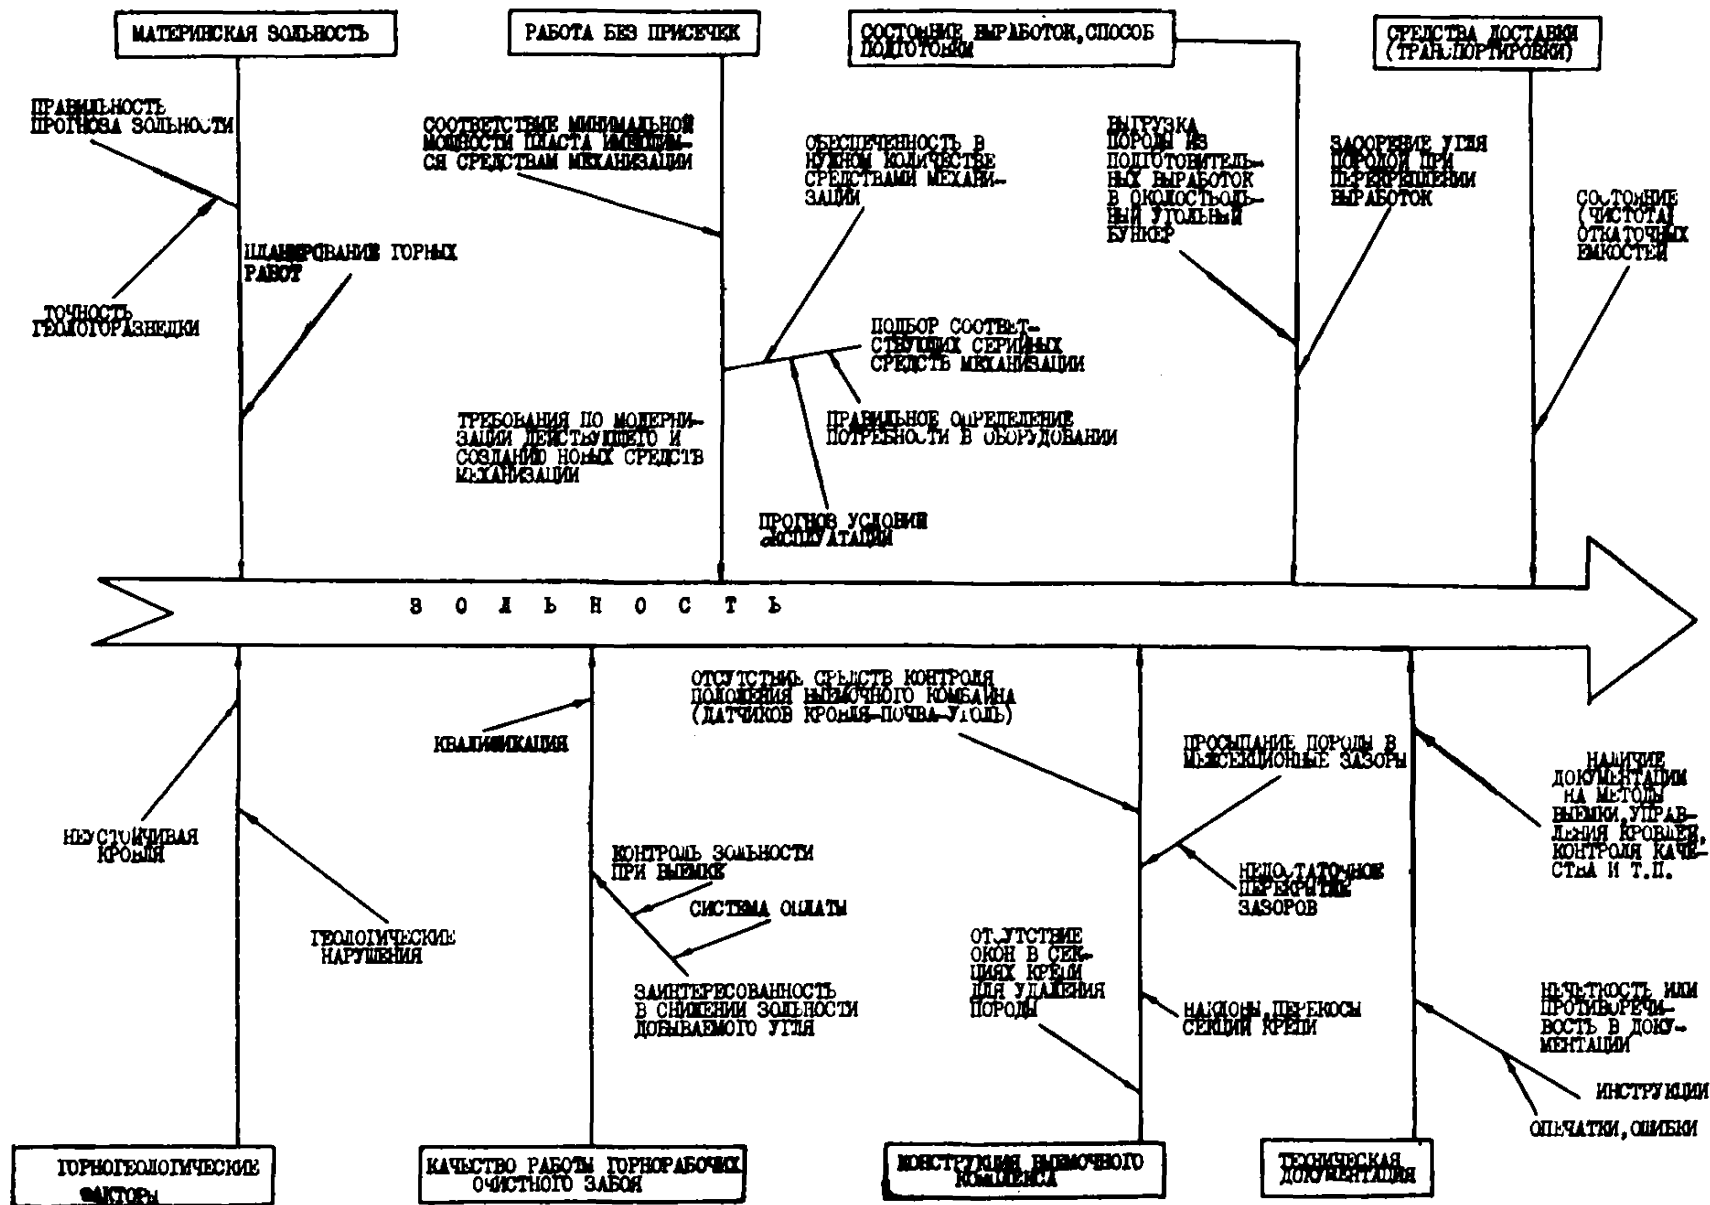 МАТЕРИНСКАЯ ЗОЛЬНОСТЬ
РАБОТА БЕЗ ПРИСЕЧЕК
СОСТОЯНИЕ ВЫРАБОТОК, СПОСОБ
ПОДГОТОВКИ
СРЕДСТВА ДОСТАВКИ
(ТРАНСПОРТИРОВКИ)
ПРАВИЛЬНОСТЬ
ПРОГНОЗА ЗОЛЬНОСТИ
ТОЧНОСТЬ
ГЕОЛОГОРАЗВЕДКИ
ПЛАНИРОВАНИЕ ГОРНЫХ
РАБОТ
СООТВЕТСТВИЕ МИНИМАЛЬНОЙ
МОЩНОСТИ ПЛАСТА ИМЕЮЩИМ-
СЯ СРЕДСТВАМ МЕХАНИЗАЦИИ
ОБЕСПЕЧЕННОСТЬ В
НУЖНОМ КОЛИЧЕСТВЕ
СРЕДСТВАМИ МЕХАНИ-
ЗАЦИИ
ПОДБОР СООТВЕТ-
СТВУЮЩИХ СЕРИЙНЫХ
СРЕДСТВ МЕХАНИЗАЦИИ
ПРАВИЛЬНОЕ ОПРЕДЕЛЕНИЕ
ПОТРЕБНОСТИ В ОБОРУДОВАНИИ
ТРЕБОВАНИЯ ПО МОДЕРНИ-
ЗАЦИИ ДЕЙСТВУЮЩЕГО И
СОЗДАНИЮ НОВЫХ СРЕДСТВ
МЕХАНИЗАЦИИ
ПРОГНОЗ УСЛОВИЙ
ЭКСПЛУАТАЦИИ
ВЫГРУЗКА
ПОРОДЫ ИЗ
ПОДГОТОВИТЕЛЬ-
НЫХ ВЫРАБОТОК
В ОКОЛОСТВОЛЬ-
НЫЙ УГОЛЬНЫЙ
БУНКЕР
ЗАСОРЕНИЕ УГЛЯ
ПОРОДОЙ ПРИ
ПЕРЕКРЕПЛЕНИИ
ВЫРАБОТОК
СОСТОЯНИЕ
(ЧИСТОТА)
ОТКАТОЧНЫХ
ЕМКОСТЕЙ
ЗОЛЬНОСТЬ
НЕУСТОЙЧИВАЯ
КРОВЛЯ
ГЕОЛОГИЧЕСКИЕ
НАРУШЕНИЯ
КВАЛИФИКАЦИЯ
КОНТРОЛЬ ЗОЛЬНОСТИ
ПРИ ВЫЕМКЕ
СИСТЕМА ОПЛАТЫ
ЗАИНТЕРЕСОВАННОСТЬ
В СНИЖЕНИИ ЗОЛЬНОСТИ
ДОБЫВАЕМОГО УГЛЯ
ОТСУТСТВИЕ СРЕДСТВ КОНТРОЛЯ
ПОЛОЖЕНИЯ ВЫЕМОЧНОГО КОМБАЙНА
(ДАТЧИКОВ КРОВЛЯ-ПОЧВА-УГОЛЬ)
ПРОСЫПАНИЕ ПОРОДЫ В
МЕЖСЕКЦИОННЫЕ ЗАЗОРЫ
НЕДОСТАТОЧНОЕ
ПЕРЕКРЫТИЕ
ЗАЗОРОВ
ОТСУТСТВИЕ
ОКОН В СЕК-
ЦИЯХ КРЕПИ
ДЛЯ УДАЛЕНИЯ
ПОРОДЫ
НАКЛОНЫ, ПЕРЕКОСЫ
СЕКЦИЙ КРЕПИ
НАЛИЧИЕ
ДОКУМЕНТАЦИИ
НА МЕТОДЫ
ВЫЕМКИ, УПРАВ-
ЛЕНИЯ КРОВЛЕЙ,
КОНТРОЛЯ КАЧЕ-
СТВА И Т.П.
НЕЧЕТКОСТЬ ИЛИ
ПРОТИВОРЕЧИ-
ВОСТЬ В ДОКУ-
МЕНТАЦИИ
ИНСТРУКЦИИ
ОПЕЧАТКИ, ОШИБКИ
ГОРНОГЕОЛОГИЧЕСКИЕ
ФАКТОРЫ
КАЧЕСТВО РАБОТЫ ГОРНОРАБОЧИХ
ОЧИСТНОГО ЗАБОЯ
КОНСТРУКЦИЯ ВЫЕМОЧНОГО
КОМПЛЕКСА
ТЕХНИЧЕСКАЯ
ДОКУМЕНТАЦИЯ